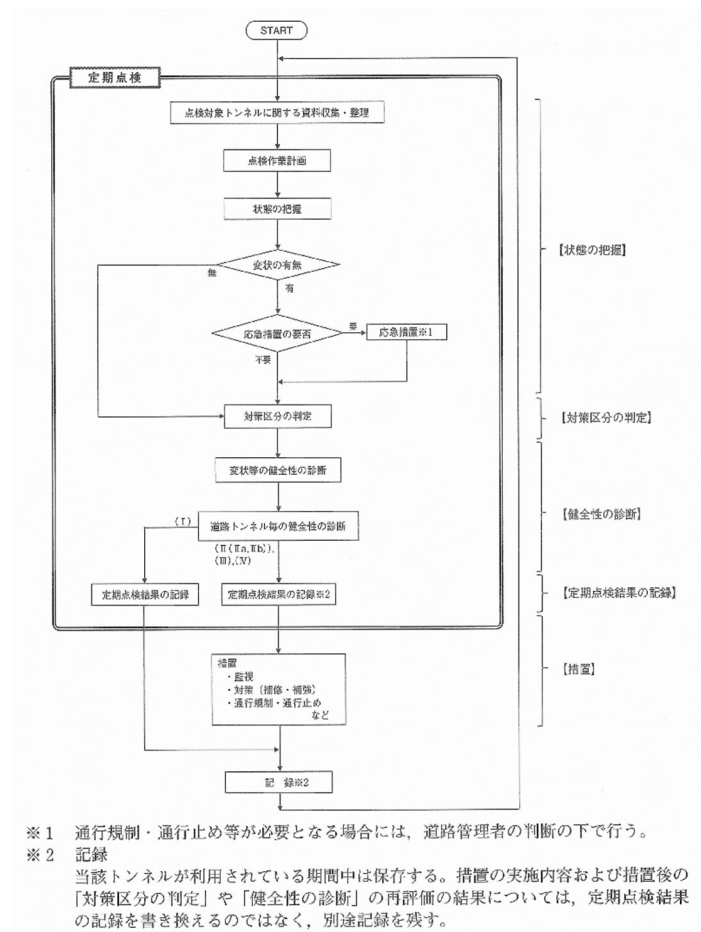 START
定期点検
点検対象トンネルに関する資料収集・整理
点検作業計画
状態の把握
【状態の把握】
変状の有無
無
有
応急措置の要否
要
応急措置※1
不要
対策区分の判定
【対策区分の判定】
変状等の健全性の診断
【健全性の診断】
(Ⅰ)
道路トンネル毎の健全性の診断
(Ⅱ(Ⅱa,Ⅱb)),
(Ⅲ),(Ⅳ)
定期点検結果の記録
定期点検結果の記録※2
【定期点検結果の記録】
措置
・監視
・対策（補修・補強）
・通行規制・通行止め
など
【措置】
記　録※2
※1　通行規制・通行止め等が必要となる場合には，道路管理者の判断の下で行う。
※2　記録
当該トンネルが利用されている期間中は保存する。措置の実施内容および措置後の
「対策区分の判定」や「健全性の診断」の再評価の結果については，定期点検結果
の記録を書き換えるのではなく，別途記録を残す。